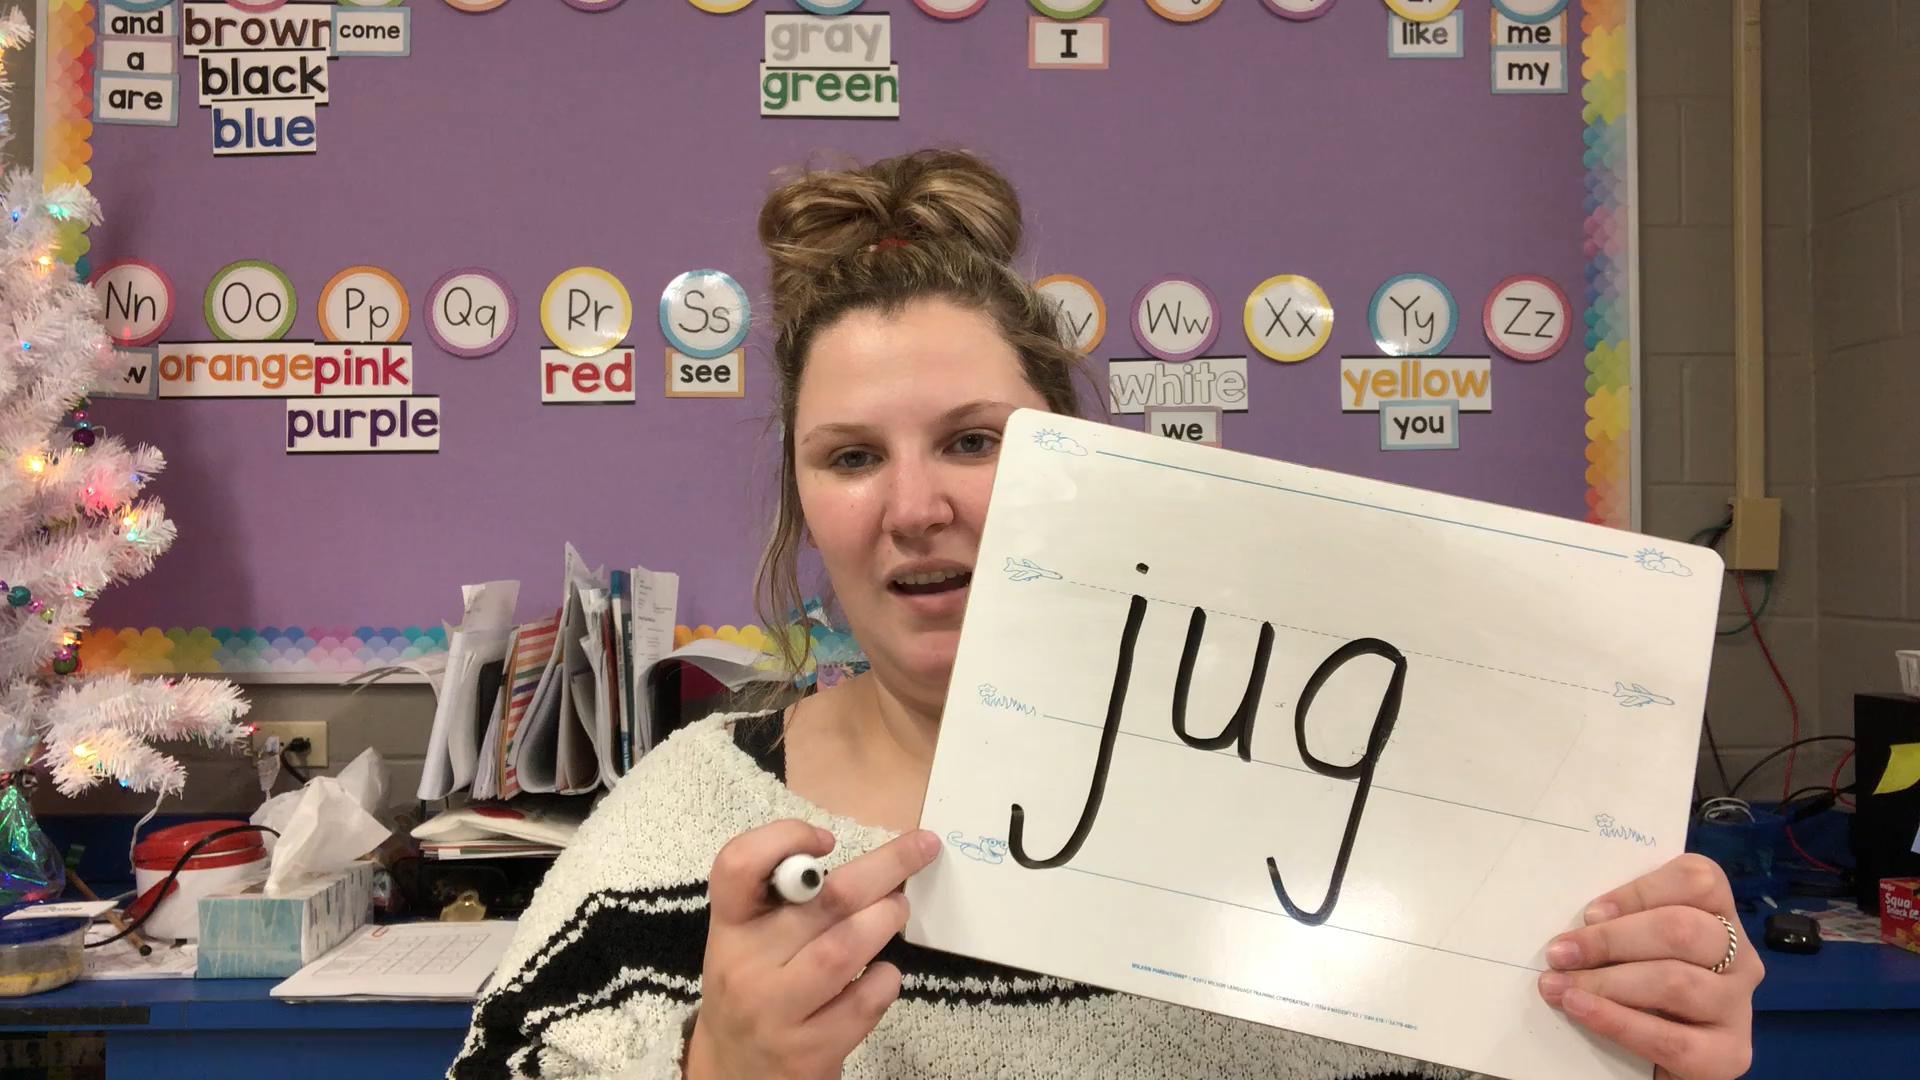 and
a
are
brown
black
blue
come
gray
green
I
like
me
my
Nn Oo Pp Qq Rr Ss Ww Xx Yy Zz
orange
pink
purple
red
see
white
we
yellow
you
jug